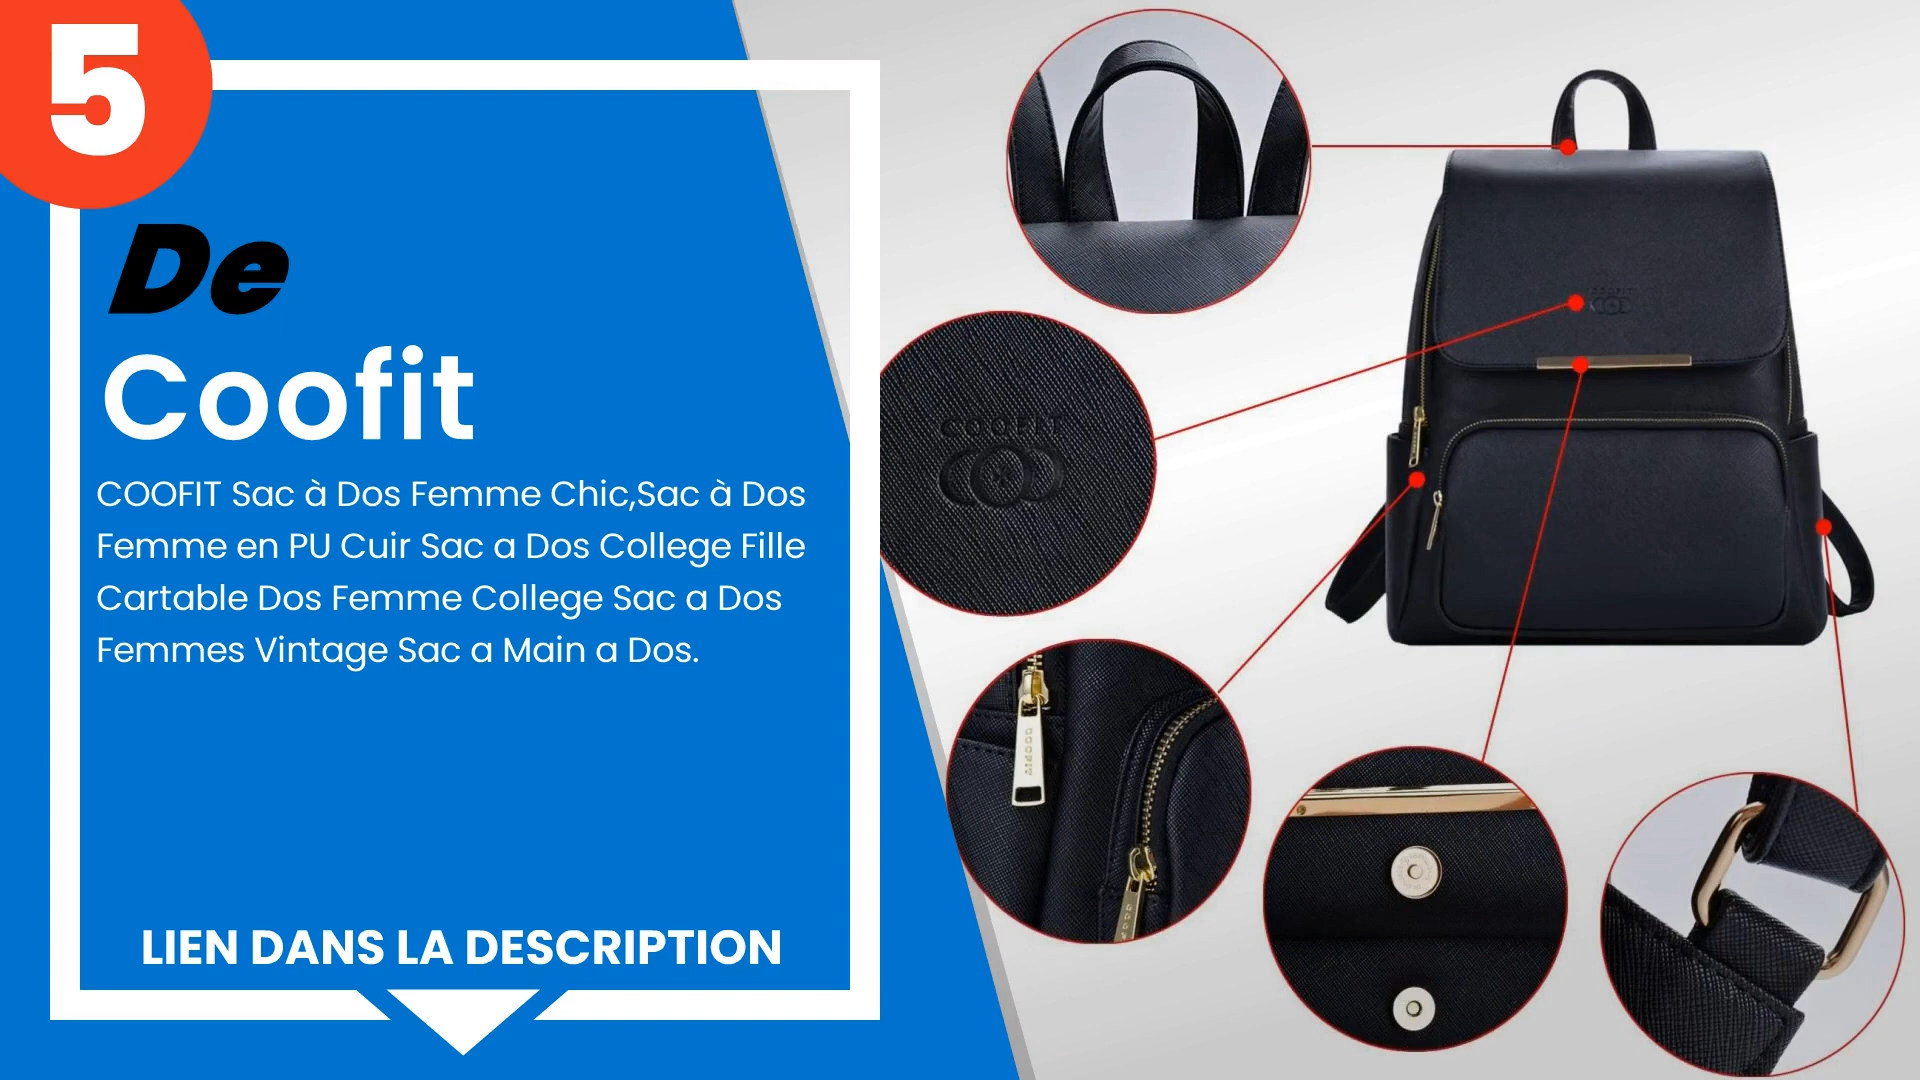 5
De
Coofit
COOFIT Sac à Dos Femme Chic,Sac à Dos
Femme en PU Cuir Sac a Dos College Fille
Cartable Dos Femme College Sac a Dos
Femmes Vintage Sac a Main a Dos.
LIEN DANS LA DESCRIPTION
COOFIT
COOFIT